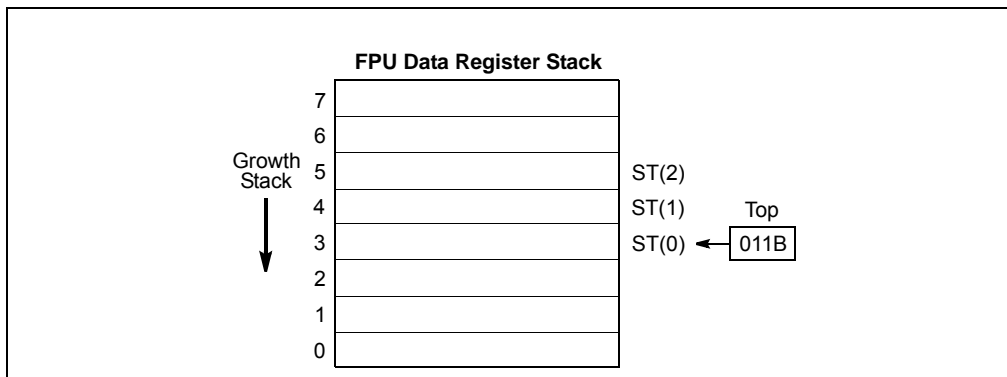 FPU Data Register Stack
7
6
Growth
Stack
5
ST(2)
4
ST(1)
Top
3
ST(0)
011B
2
1
0